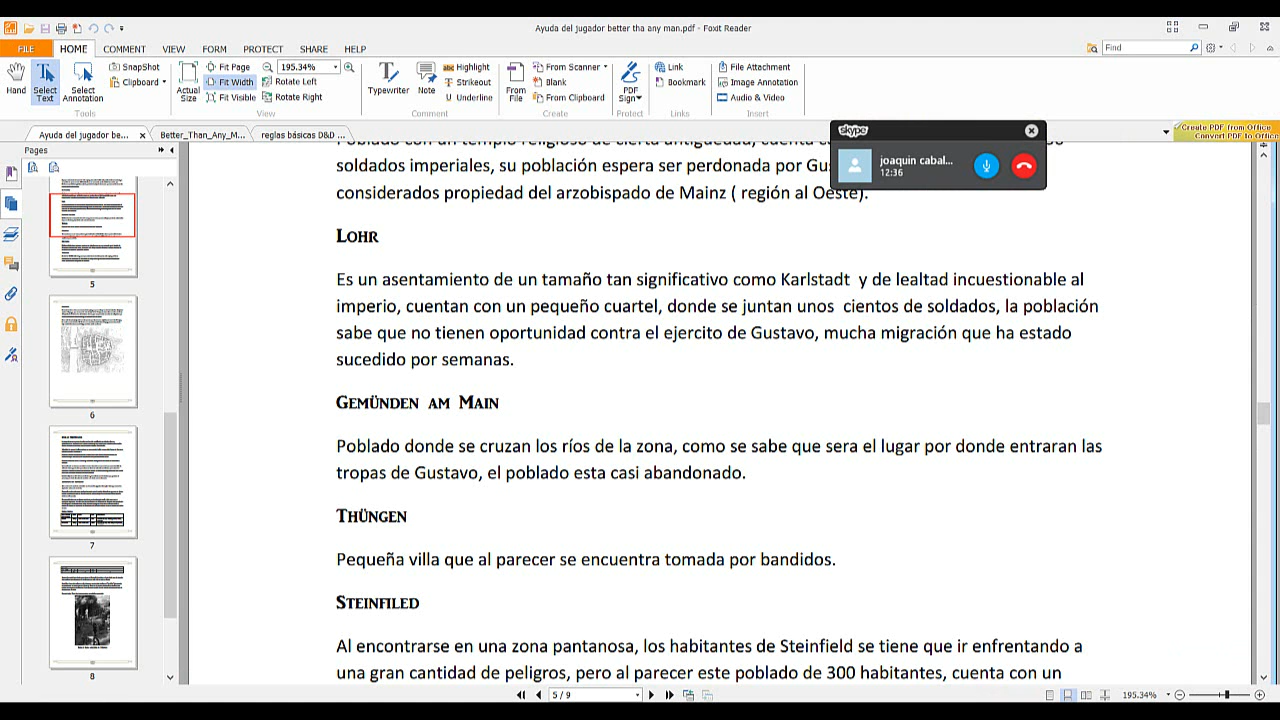 Ayuda del jugador better tha any man.pdf - Foxit Reader
FILE HOME COMMENT VIEW FORM PROTECT SHARE HELP
Find
Hand
Select Text
Select Annotation
SnapShot
Clipboard
Tools
Actual Size
Fit Page
Fit Width
Fit Visible
195.34%
Rotate Left
Rotate Right
View
Typewriter
Note
Highlight
Strikeout
Underline
Comment
From File
From Scanner
Blank
From Clipboard
Create
PDF Sign
Protect
Link
Bookmark
Links
File Attachment
Image Annotation
Audio & Video
Insert
Ayuda del jugador be... Better_Than_Any_M... reglas básicas D&D ...
Create PDF from Office
Convert PDF to Office
skype
joaquin cabal...
12:36
Pages
5
6
7
8
soldados imperiales, su población espera ser perdonada por
considerados propiedad del arzobispado de Mainz ( región al Oeste).
LOHR
Es un asentamiento de un tamaño tan significativo como Karlstadt y de lealtad incuestionable al
imperio, cuentan con un pequeño cuartel, donde se juntan unos cientos de soldados, la población
sabe que no tienen oportunidad contra el ejercito de Gustavo, mucha migración que ha estado
sucedido por semanas.
GEMÜNDEN AM MAIN
Poblado donde se cruzan los ríos de la zona, como se sabe que sera el lugar por donde entraran las
tropas de Gustavo, el poblado esta casi abandonado.
THÜNGEN
Pequeña villa que al parecer se encuentra tomada por bandidos.
STEINFILED
Al encontrarse en una zona pantanosa, los habitantes de Steinfield se tiene que ir enfrentando a
una gran cantidad de peligros, pero al parecer este poblado de 300 habitantes, cuenta con un
5 / 9
195.34%